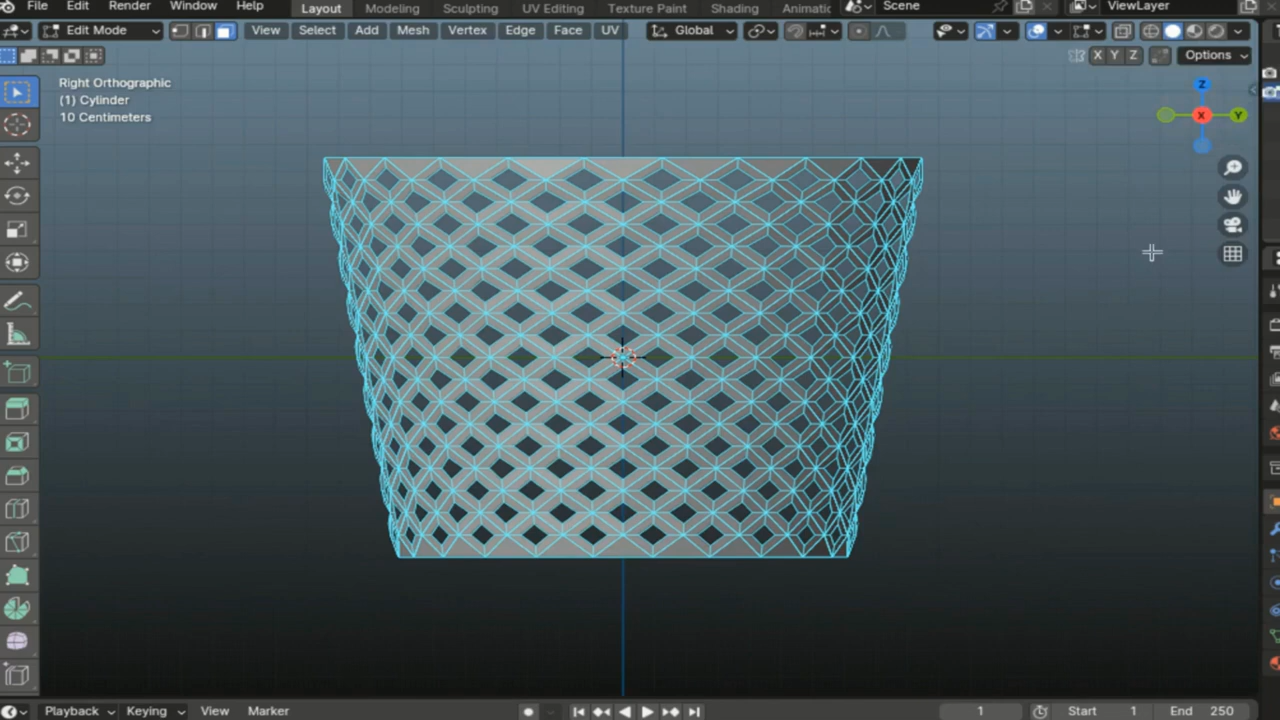 File Edit Render Window Help Layout Modeling Sculpting UV Editing Texture Paint Shading Animatic Scene ViewLayer
Edit Mode View Select Add Mesh Vertex Edge Face UV Global
X Y Z Options
Right Orthographic
(1) Cylinder
10 Centimeters
Z
X Y
Playback Keying View Marker 1 Start 1 End 250